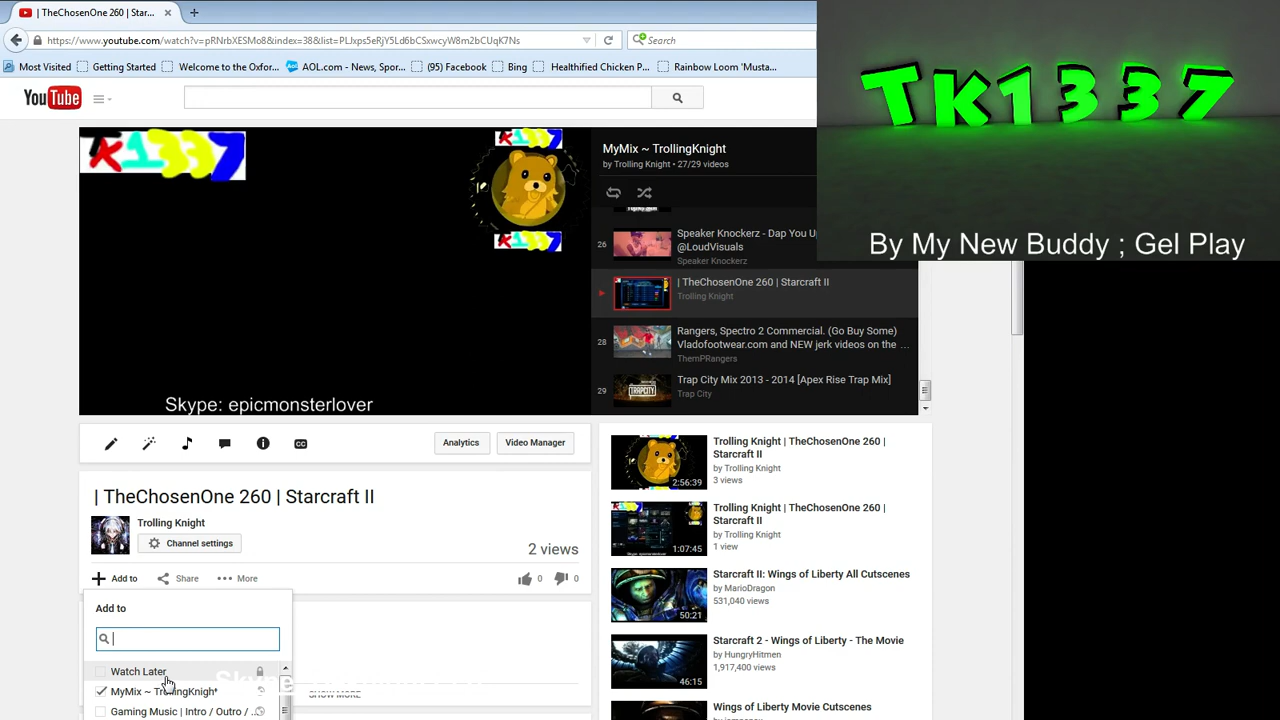 | TheChosenOne 260 | Starc...
https://www.youtube.com/watch?v=pRNrbXESMo8&index=38&list=PLJxps5eRjY5Ld6bCSxwcyW8m2bCUqK7Ns
Search
Most Visited Getting Started Welcome to the Oxfor... AOL.com - News, Spor... (95) Facebook Bing Healthified Chicken P... Rainbow Loom 'Musta...
TK1337
By My New Buddy ; Gel Play
YouTube
TK1337
TK1337
TK1337
Skype: epicmonsterlover
MyMix ~ TrollingKnight
by Trolling Knight • 27/29 videos
26
Speaker Knockerz - Dap You Up
@LoudVisuals
Speaker Knockerz
| TheChosenOne 260 | Starcraft II
Trolling Knight
28
Rangers, Spectro 2 Commercial. (Go Buy Some)
Vladofootwear.com and NEW jerk videos on the ...
ThemPRangers
29
Trap City Mix 2013 - 2014 [Apex Rise Trap Mix]
Trap City
TRAPCITY
CC
Analytics
Video Manager
| TheChosenOne 260 | Starcraft II
Trolling Knight
Channel settings
2 views
Add to
Share
More
0
0
Add to
Watch Later
MyMix ~ TrollingKnight
Gaming Music | Intro / Outro / ...
SHOW MORE
Trolling Knight | TheChosenOne 260 |
Starcraft II
by Trolling Knight
3 views
2:56:39
Trolling Knight | TheChosenOne 260 |
Starcraft II
by Trolling Knight
1 view
1:07:45
Starcraft II: Wings of Liberty All Cutscenes
by MarioDragon
531,040 views
50:21
Starcraft 2 - Wings of Liberty - The Movie
by HungryHitmen
1,917,400 views
46:15
Wings of Liberty Movie Cutscenes